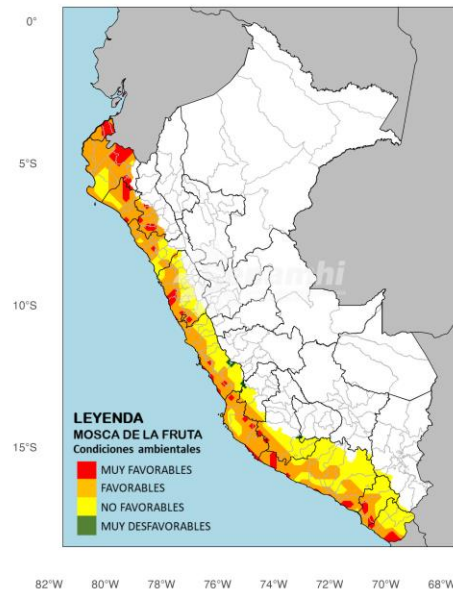 0°
5°S
10°S
15°S
LEYENDA
MOSCA DE LA FRUTA
Condiciones ambientales
MUY FAVORABLES
FAVORABLES
NO FAVORABLES
MUY DESFAVORABLES
82°W 80°W 78°W 76°W 74°W 72°W 70°W 68°W